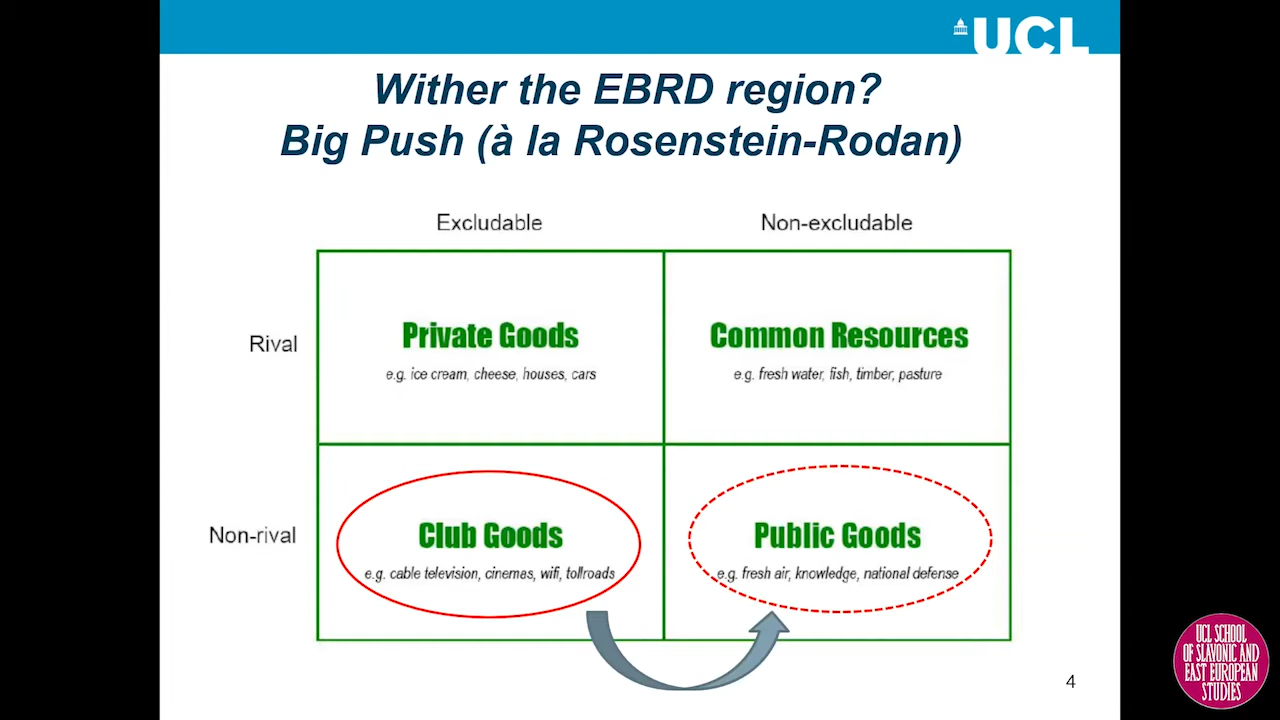 UCL
Wither the EBRD region?
Big Push (à la Rosenstein-Rodan)
Excludable
Non-excludable
Rival
Private Goods
e.g. ice cream, cheese, houses, cars
Common Resources
e.g. fresh water, fish, timber, pasture
Non-rival
Club Goods
e.g. cable television, cinemas, wifi, tollroads
Public Goods
e.g. fresh air, knowledge, national defense
4
UCL SCHOOL
OF SLAVONIC AND
EAST EUROPEAN
STUDIES